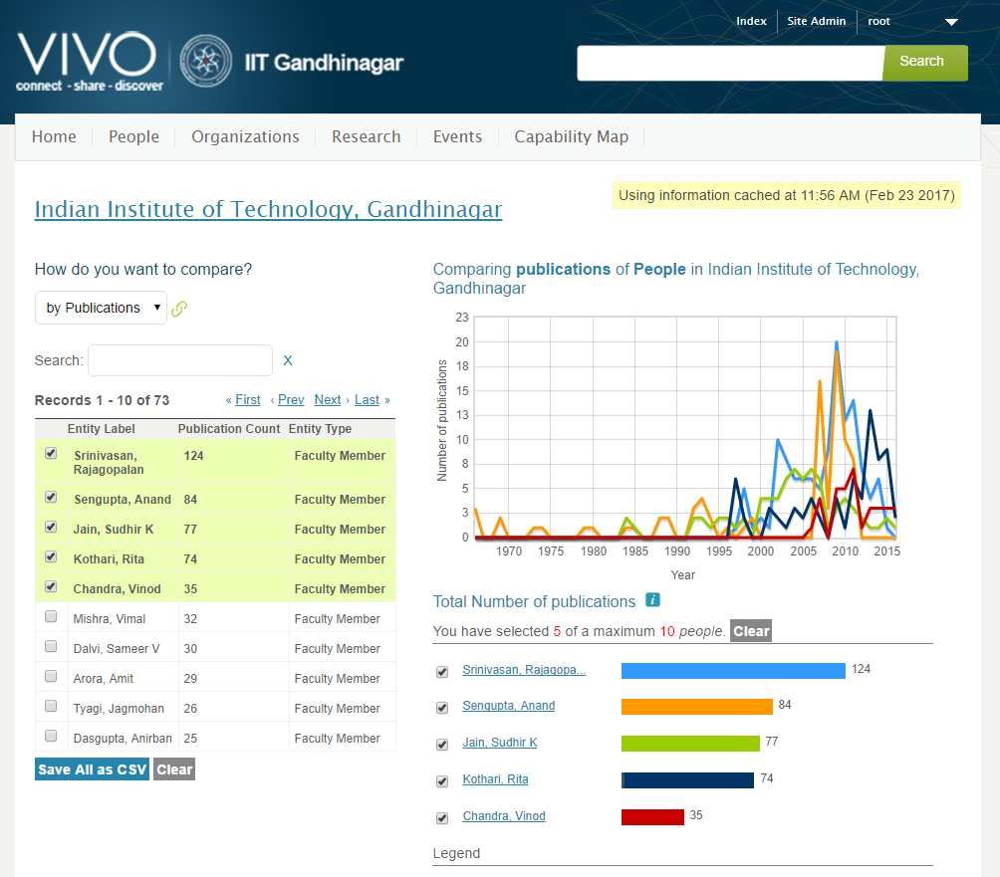 Index Site Admin root
VIVO
connect - share - discover
IIT Gandhinagar
Search
Home People Organizations Research Events Capability Map
Indian Institute of Technology, Gandhinagar
Using information cached at 11:56 AM (Feb 23 2017)
How do you want to compare?
by Publications
Search: X
Records 1 - 10 of 73 « First ‹ Prev Next › Last »
Entity Label Publication Count Entity Type
Srinivasan, Rajagopalan 124 Faculty Member
Sengupta, Anand 84 Faculty Member
Jain, Sudhir K 77 Faculty Member
Kothari, Rita 74 Faculty Member
Chandra, Vinod 35 Faculty Member
Mishra, Vimal 32 Faculty Member
Dalvi, Sameer V 30 Faculty Member
Arora, Amit 29 Faculty Member
Tyagi, Jagmohan 26 Faculty Member
Dasgupta, Anirban 25 Faculty Member
Save All as CSV Clear
Comparing publications of People in Indian Institute of Technology,
Gandhinagar
Number of publications
23
20
18
15
13
10
8
5
3
0
1970 1975 1980 1985 1990 1995 2000 2005 2010 2015
Year
Total Number of publications i
You have selected 5 of a maximum 10 people. Clear
Srinivasan, Rajagopa... 124
Sengupta, Anand 84
Jain, Sudhir K 77
Kothari, Rita 74
Chandra, Vinod 35
Legend